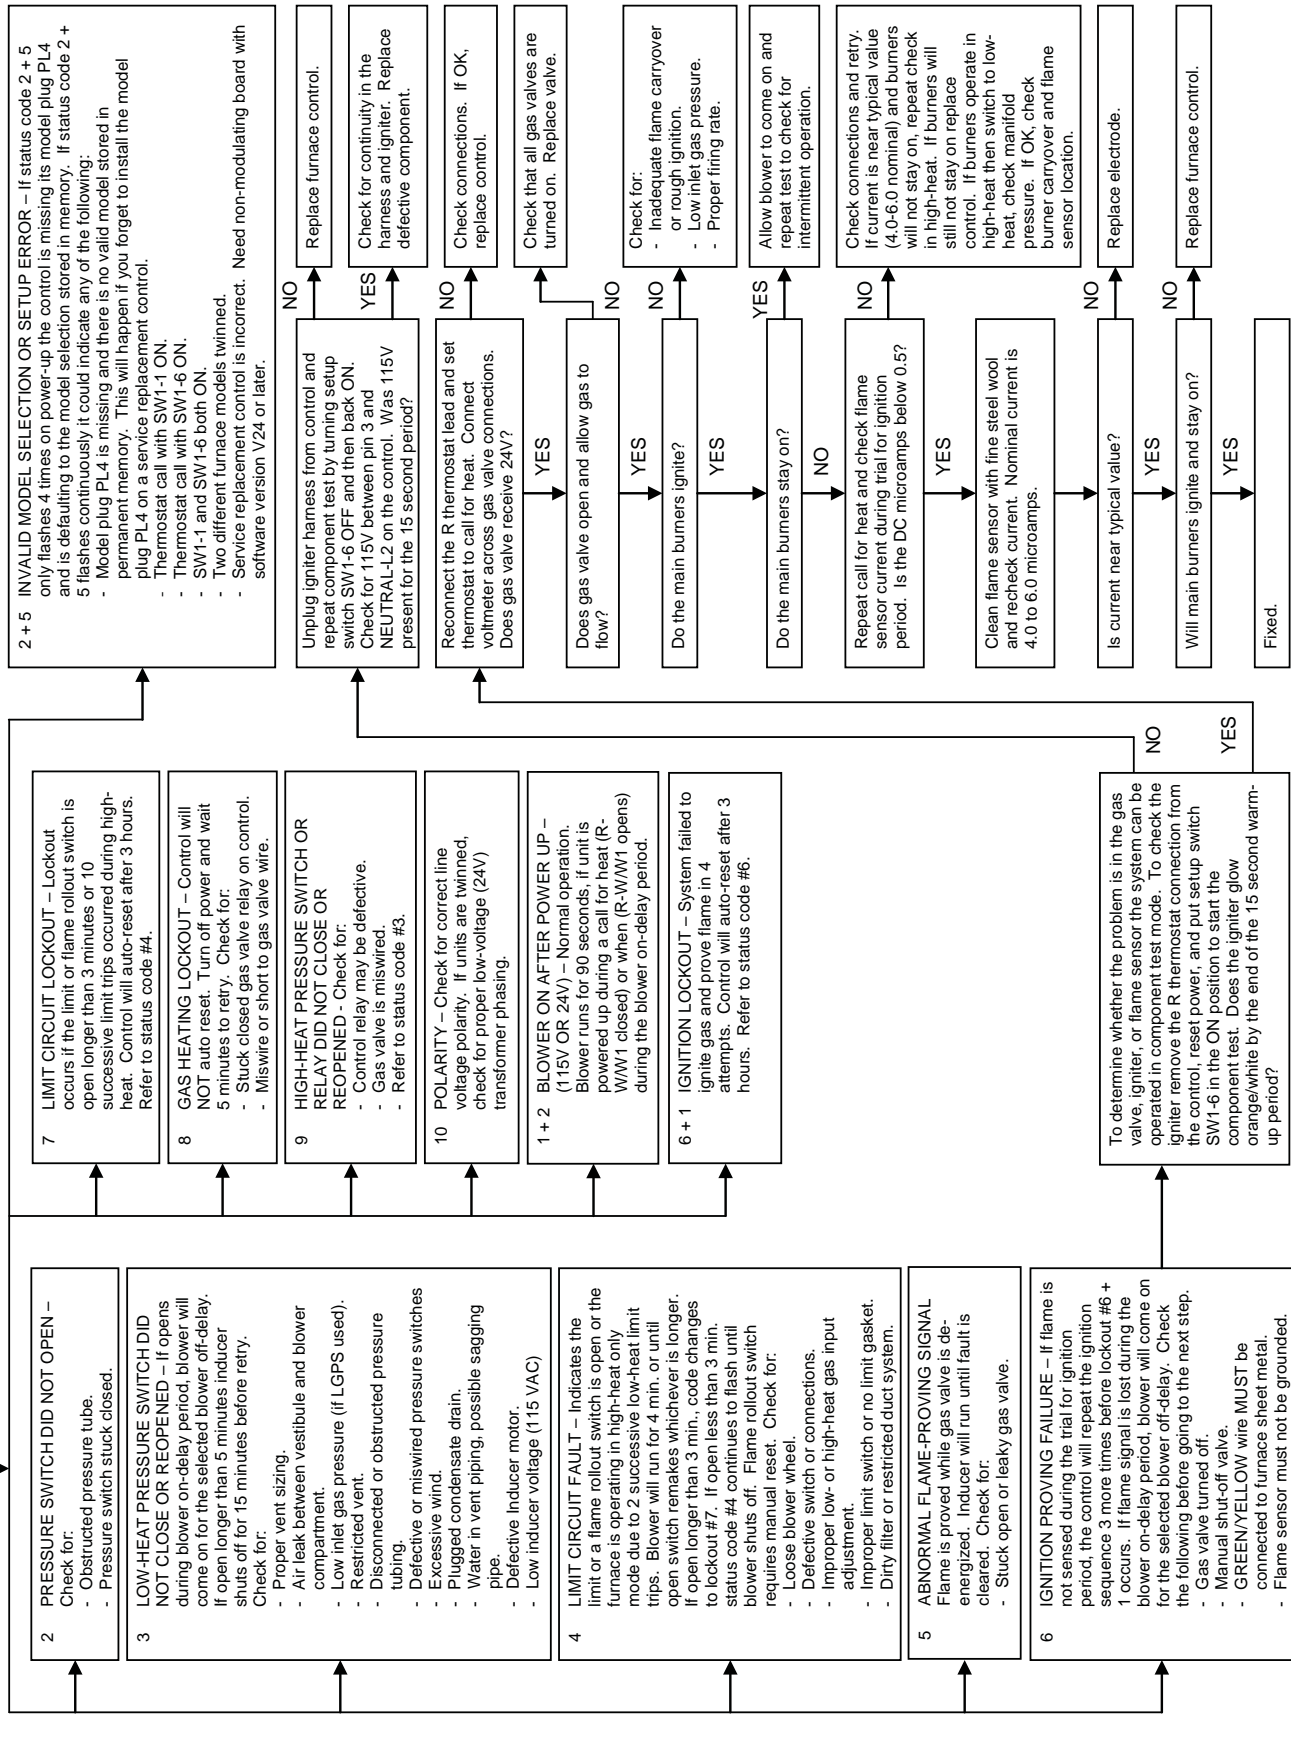 2 PRESSURE SWITCH DID NOT OPEN –
Check for:
- Obstructed pressure tube.
- Pressure switch stuck closed.
3 LOW-HEAT PRESSURE SWITCH DID
NOT CLOSE OR REOPENED – If opens
during blower on-delay period, blower will
come on for the selected blower off-delay.
If open longer than 5 minutes inducer
shuts off for 15 minutes before retry.
Check for:
- Proper vent sizing.
- Air leak between vestibule and blower
compartment.
- Low inlet gas pressure (if LGPS used).
- Restricted vent.
- Disconnected or obstructed pressure
tubing.
- Defective or miswired pressure switches
- Excessive wind.
- Plugged condensate drain.
- Water in vent piping, possible sagging
pipe.
- Defective Inducer motor.
- Low inducer voltage (115 VAC)
4 LIMIT CIRCUIT FAULT – Indicates the
limit or a flame rollout switch is open or the
furnace is operating in high-heat only
mode due to 2 successive low-heat limit
trips. Blower will run for 4 min. or until
open switch remakes whichever is longer.
If open longer than 3 min., code changes
to lockout #7. If open less than 3 min.
status code #4 continues to flash until
blower shuts off. Flame rollout switch
requires manual reset. Check for:
- Loose blower wheel.
- Defective switch or connections.
- Improper low- or high-heat gas input
adjustment.
- Improper limit switch or no limit gasket.
- Dirty filter or restricted duct system.
5 ABNORMAL FLAME-PROVING SIGNAL
Flame is proved while gas valve is de-
energized. Inducer will run until fault is
cleared. Check for:
- Stuck open or leaky gas valve.
6 IGNITION PROVING FAILURE – If flame is
not sensed during the trial for ignition
period, the control will repeat the ignition
sequence 3 more times before lockout #6 +
1 occurs. If flame signal is lost during the
blower on-delay period, blower will come on
for the selected blower off-delay. Check
the following before going to the next step.
- Gas valve turned off.
- Manual shut-off valve.
- GREEN/YELLOW wire MUST be
connected to furnace sheet metal.
- Flame sensor must not be grounded.
7 LIMIT CIRCUIT LOCKOUT – Lockout
occurs if the limit or flame rollout switch is
open longer than 3 minutes or 10
successive limit trips occurred during high-
heat. Control will auto-reset after 3 hours.
Refer to status code #4.
8 GAS HEATING LOCKOUT – Control will
NOT auto reset. Turn off power and wait
5 minutes to retry. Check for:
- Stuck closed gas valve relay on control.
- Miswire or short to gas valve wire.
9 HIGH-HEAT PRESSURE SWITCH OR
RELAY DID NOT CLOSE OR
REOPENED - Check for:
- Control relay may be defective.
- Gas valve is miswired.
- Refer to status code #3.
10 POLARITY – Check for correct line
voltage polarity. If units are twinned,
check for proper low-voltage (24V)
transformer phasing.
1 + 2 BLOWER ON AFTER POWER UP –
(115V OR 24V) – Normal operation.
Blower runs for 90 seconds, if unit is
powered up during a call for heat (R-
W/W1 closed) or when (R-W/W1 opens)
during the blower on-delay period.
6 + 1 IGNITION LOCKOUT – System failed to
ignite gas and prove flame in 4
attempts. Control will auto-reset after 3
hours. Refer to status code #6.
To determine whether the problem is in the gas
valve, igniter, or flame sensor the system can be
operated in component test mode. To check the
igniter remove the R thermostat connection from
the control, reset power, and put setup switch
SW1-6 in the ON position to start the
component test. Does the igniter glow
orange/white by the end of the 15 second warm-
up period?
NO
YES
2 + 5 INVALID MODEL SELECTION OR SETUP ERROR – If status code 2 + 5
only flashes 4 times on power-up the control is missing its model plug PL4
and is defaulting to the model selection stored in memory. If status code 2 +
5 flashes continuously it could indicate any of the following:
- Model plug PL4 is missing and there is no valid model stored in
permanent memory. This will happen if you forget to install the model
plug PL4 on a service replacement control.
- Thermostat call with SW1-1 ON.
- Thermostat call with SW1-6 ON.
- SW1-1 and SW1-6 both ON.
- Two different furnace models twinned.
- Service replacement control is incorrect. Need non-modulating board with
software version V24 or later.
Unplug igniter harness from control and
repeat component test by turning setup
switch SW1-6 OFF and then back ON.
Check for 115V between pin 3 and
NEUTRAL-L2 on the control. Was 115V
present for the 15 second period?
NO
Replace furnace control.
YES
Check for continuity in the
harness and igniter. Replace
defective component.
Reconnect the R thermostat lead and set
thermostat to call for heat. Connect
voltmeter across gas valve connections.
Does gas valve receive 24V?
NO
Check connections. If OK,
replace control.
YES
Does gas valve open and allow gas to
flow?
NO
Check that all gas valves are
turned on. Replace valve.
YES
Do the main burners ignite?
NO
Check for:
- Inadequate flame carryover
or rough ignition.
- Low inlet gas pressure.
- Proper firing rate.
YES
Do the main burners stay on?
YES
Allow blower to come on and
repeat test to check for
intermittent operation.
NO
Repeat call for heat and check flame
sensor current during trial for ignition
period. Is the DC microamps below 0.5?
NO
Check connections and retry.
If current is near typical value
(4.0-6.0 nominal) and burners
will not stay on, repeat check
in high-heat. If burners will
still not stay on replace
control. If burners operate in
high-heat then switch to low-
heat, check manifold
pressure. If OK, check
burner carryover and flame
sensor location.
YES
Clean flame sensor with fine steel wool
and recheck current. Nominal current is
4.0 to 6.0 microamps.
Is current near typical value?
NO
Replace electrode.
YES
Will main burners ignite and stay on?
NO
Replace furnace control.
YES
Fixed.